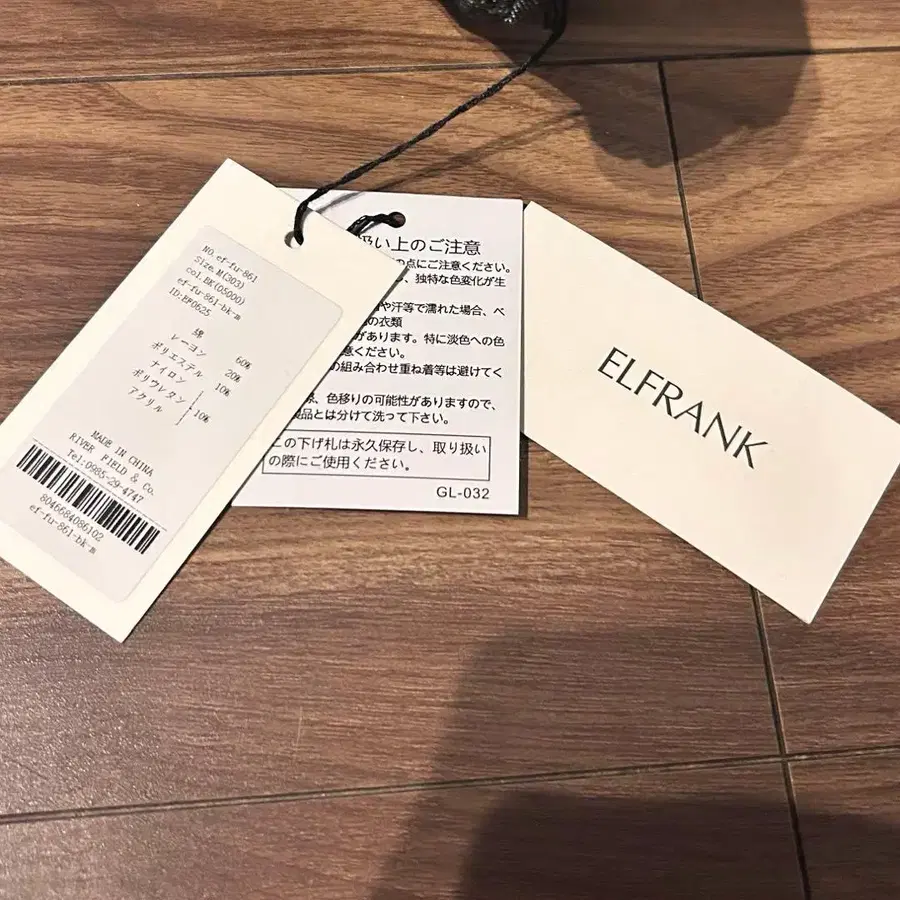 NO.ef-fu-861
Size.M(303)
col.BK(05000)
ef-fu-861-bk-m
ID:EF0625
綿 60%
レーヨン 20%
ポリエステル 10%
ナイロン
ポリウレタン 10%
アクリル
MADE IN CHINA
RIVER FIELD & Co.
Tel.0985-29-4747
8046684086102
ef-fu-861-bk-m
扱い上のご注意
の点にご注意ください。
、独特な色変化が生
や汗等で濡れた場合、ベ
の衣類
があります。特に淡色への色
意ください。
の組み合わせ重ね着等は避けてく
、色移りの可能性がありますので、
製品とは分けて洗って下さい。
この下げ札は永久保存し、取り扱い
の際にご使用ください。
GL-032
ELFRANK